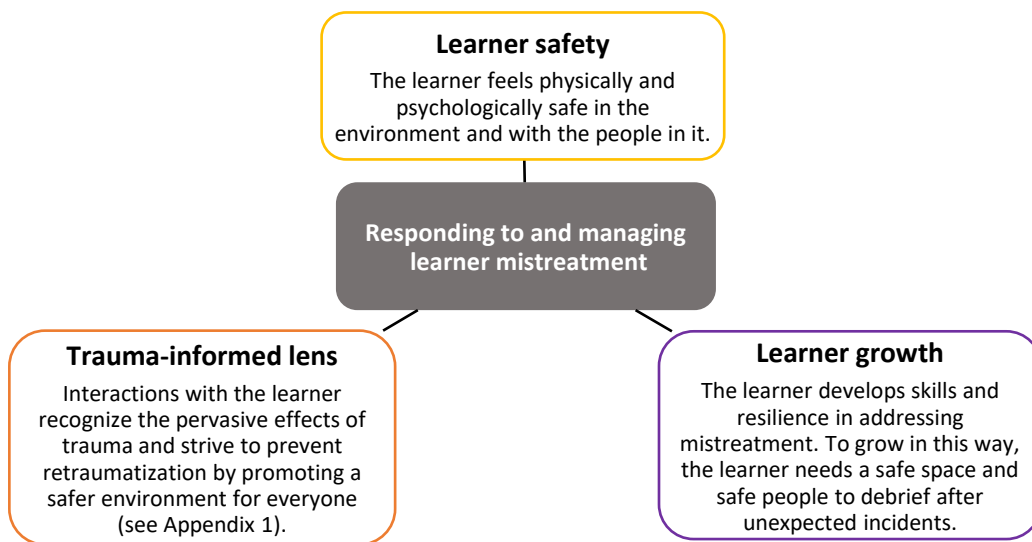 Learner safety
The learner feels physically and
psychologically safe in the
environment and with the people in it.
Responding to and managing
learner mistreatment
Trauma-informed lens
Interactions with the learner
recognize the pervasive effects of
trauma and strive to prevent
retraumatization by promoting a
safer environment for everyone
(see Appendix 1).
Learner growth
The learner develops skills and
resilience in addressing
mistreatment. To grow in this way,
the learner needs a safe space and
safe people to debrief after
unexpected incidents.